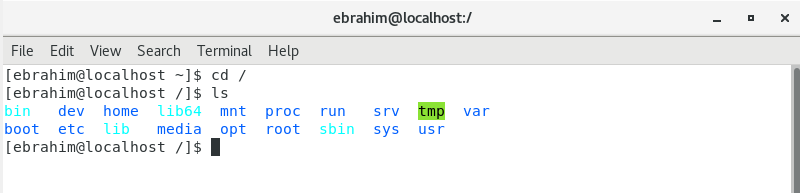 ebrahim@localhost:/
File Edit View Search Terminal Help
[ebrahim@localhost ~]$ cd /
[ebrahim@localhost /]$ ls
bin dev home lib64 mnt proc run srv tmp var
boot etc lib media opt root sbin sys usr
[ebrahim@localhost /]$